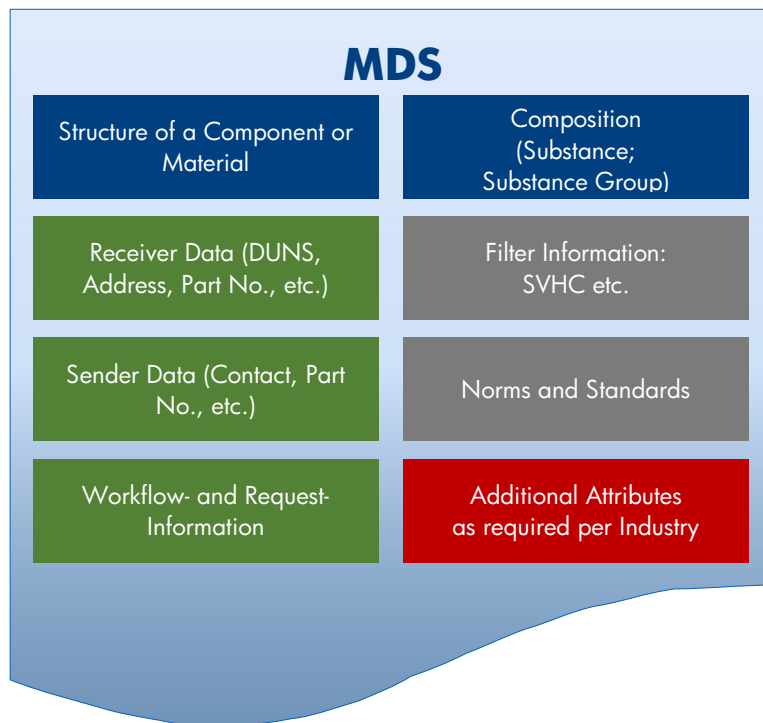 MDS
Structure of a Component or
Material
Composition
(Substance;
Substance Group)
Receiver Data (DUNS,
Address, Part No., etc.)
Filter Information:
SVHC etc.
Sender Data (Contact, Part
No., etc.)
Norms and Standards
Workflow- and Request-
Information
Additional Attributes
as required per Industry